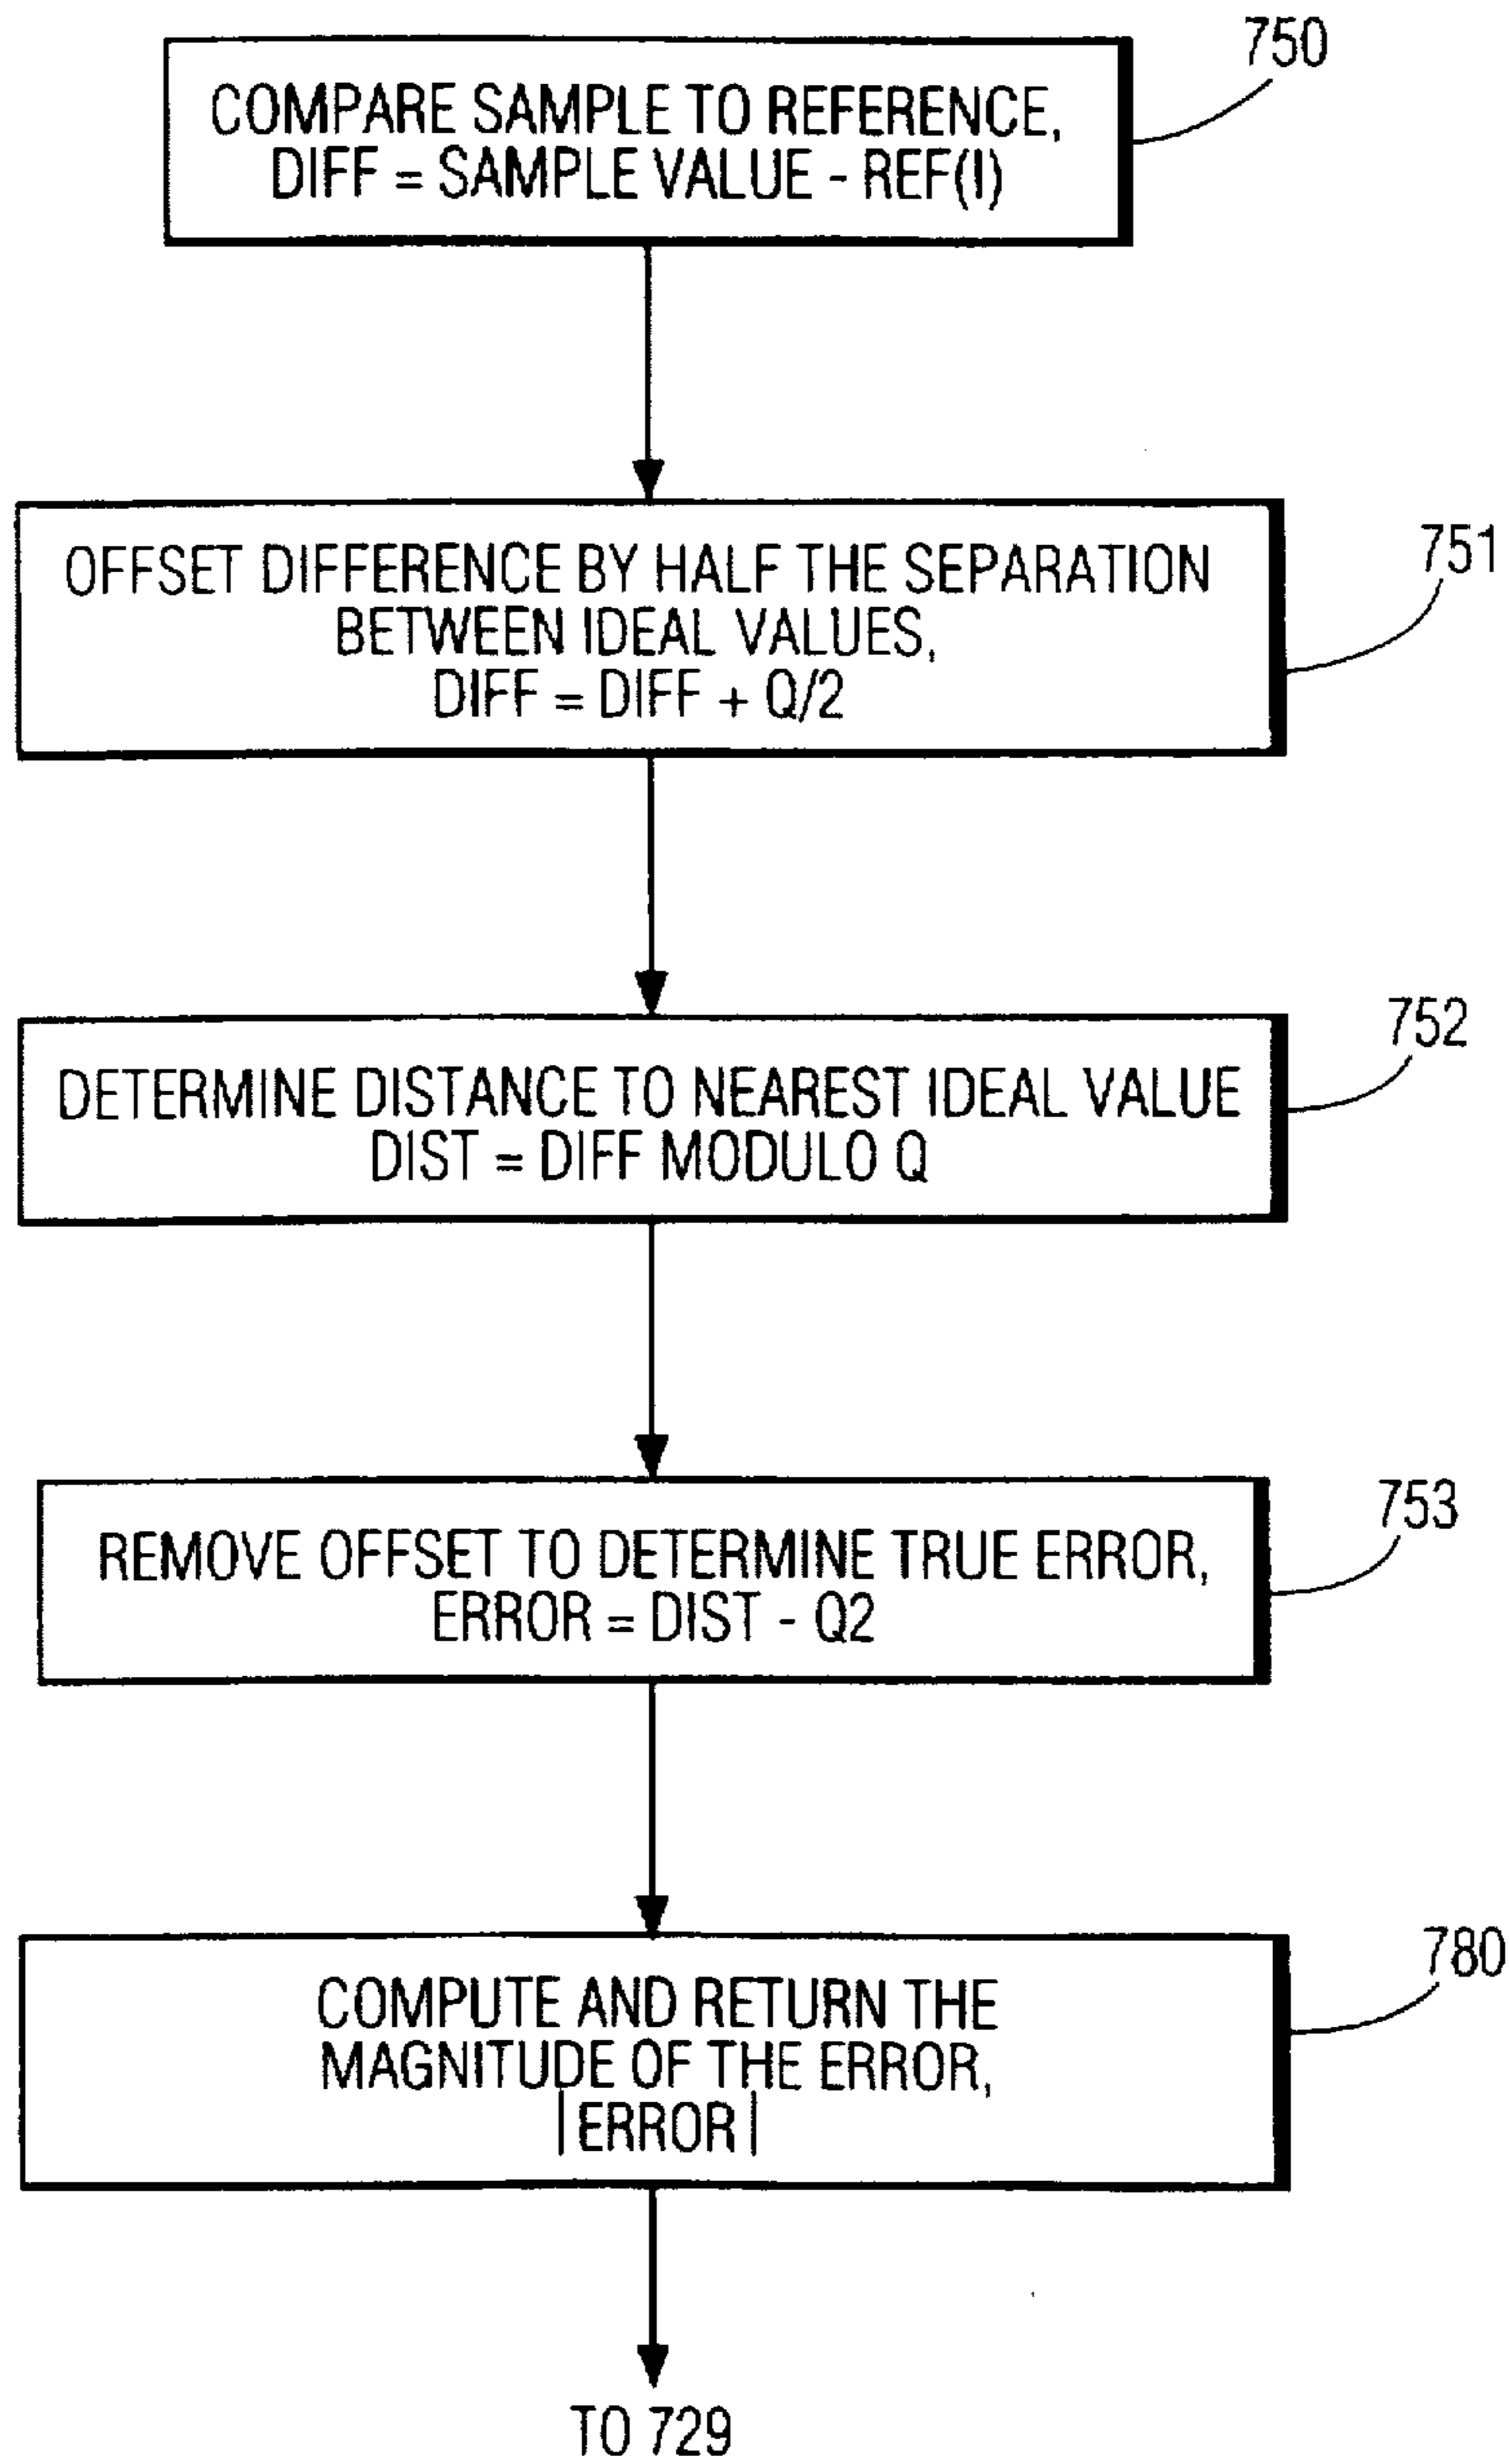 750
COMPARE SAMPLE TO REFERENCE,
DIFF = SAMPLE VALUE - REF(I)
751
OFFSET DIFFERENCE BY HALF THE SEPARATION
BETWEEN IDEAL VALUES,
DIFF = DIFF + Q/2
752
DETERMINE DISTANCE TO NEAREST IDEAL VALUE
DIST = DIFF MODULO Q
753
REMOVE OFFSET TO DETERMINE TRUE ERROR,
ERROR = DIST - Q2
780
COMPUTE AND RETURN THE
MAGNITUDE OF THE ERROR,
|ERROR|
TO 729